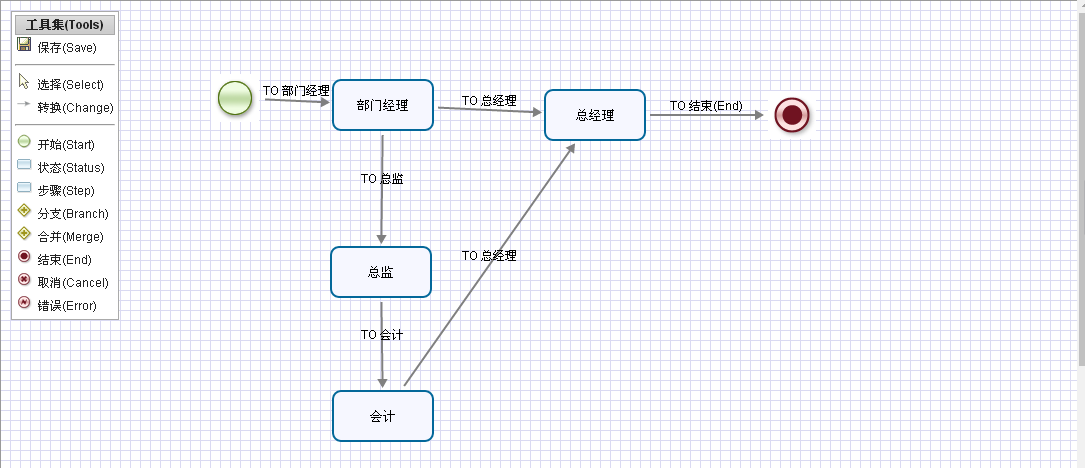 工具集(Tools)
保存(Save)
选择(Select)
转换(Change)
开始(Start)
状态(Status)
步骤(Step)
分支(Branch)
合并(Merge)
结束(End)
取消(Cancel)
错误(Error)
TO 部门经理
部门经理
TO 总经理
总经理
TO 结束(End)
TO 总监
总监
TO 总经理
TO 会计
会计